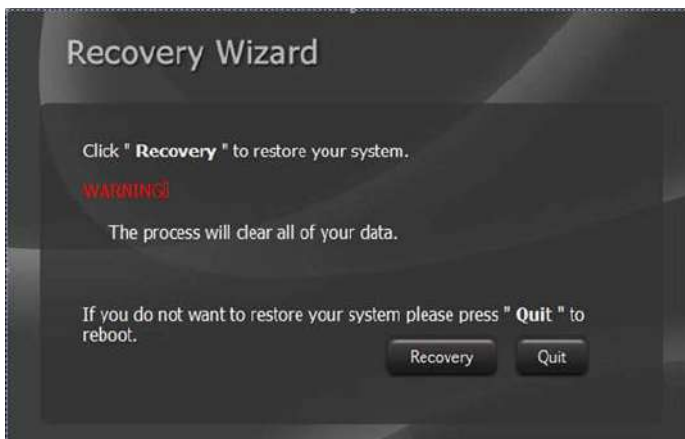 Recovery Wizard
Click " Recovery " to restore your system.
WARNING!
The process will clear all of your data.
If you do not want to restore your system please press " Quit " to
reboot.
Recovery Quit